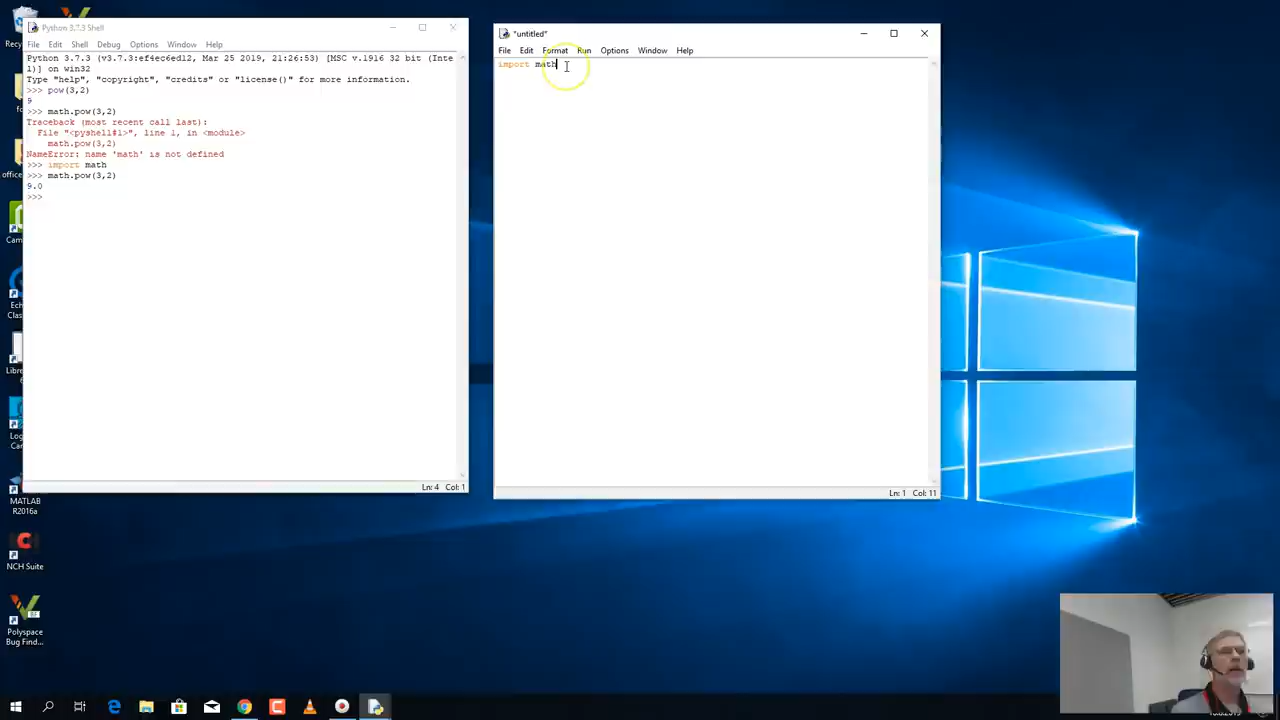 Python 3.7.3 Shell
File Edit Shell Debug Options Window Help
Python 3.7.3 (v3.7.3:ef4ec6ed12, Mar 25 2019, 21:26:53) [MSC v.1916 32 bit (Inte
l)] on win32
Type "help", "copyright", "credits" or "license()" for more information.
>>> pow(3,2)
9
>>> math.pow(3,2)
Traceback (most recent call last):
File "<pyshell#1>", line 1, in <module>
math.pow(3,2)
NameError: name 'math' is not defined
>>> import math
>>> math.pow(3,2)
9.0
>>>
Ln: 4 Col: 1
*untitled*
File Edit Format Run Options Window Help
import math
Ln: 1 Col: 11
MATLAB
R2016a
NCH Suite
Polyspace
Bug Find...